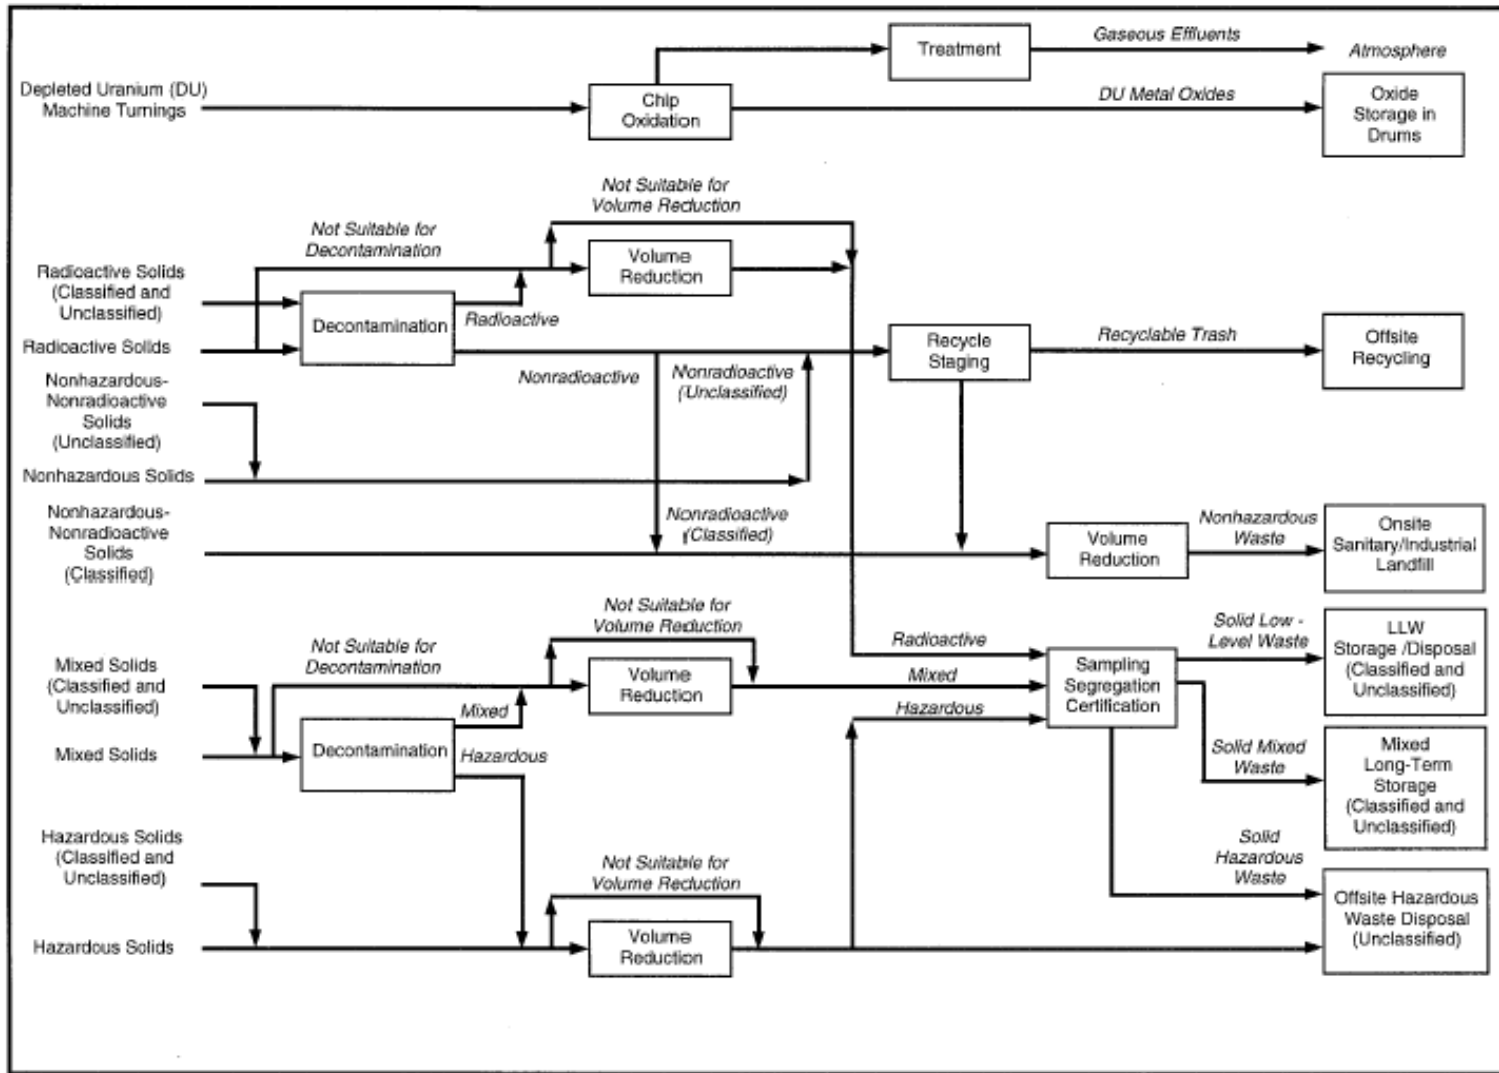 Depleted Uranium (DU)
Machine Turnings
Chip
Oxidation
Treatment
Gaseous Effluents
Atmosphere
DU Metal Oxides
Oxide
Storage in
Drums
Not Suitable for
Volume Reduction
Not Suitable for
Decontamination
Volume
Reduction
Radioactive Solids
(Classified and
Unclassified)
Decontamination
Radioactive
Radioactive Solids
Nonradioactive
Nonradioactive
(Unclassified)
Recycle
Staging
Recyclable Trash
Offsite
Recycling
Nonhazardous-
Nonradioactive
Solids
(Unclassified)
Nonhazardous Solids
Nonhazardous-
Nonradioactive
Solids
(Classified)
Nonradioactive
(Classified)
Volume
Reduction
Nonhazardous
Waste
Onsite
Sanitary/Industrial
Landfill
Not Suitable for
Volume Reduction
Not Suitable for
Decontamination
Mixed Solids
(Classified and
Unclassified)
Mixed Solids
Decontamination
Mixed
Hazardous
Volume
Reduction
Radioactive
Mixed
Hazardous
Sampling
Segregation
Certification
Solid Low -
Level Waste
LLW
Storage /Disposal
(Classified and
Unclassified)
Solid Mixed
Waste
Mixed
Long-Term
Storage
(Classified and
Unclassified)
Hazardous Solids
(Classified and
Unclassified)
Hazardous Solids
Not Suitable for
Volume Reduction
Volume
Reduction
Solid
Hazardous
Waste
Offsite Hazardous
Waste Disposal
(Unclassified)